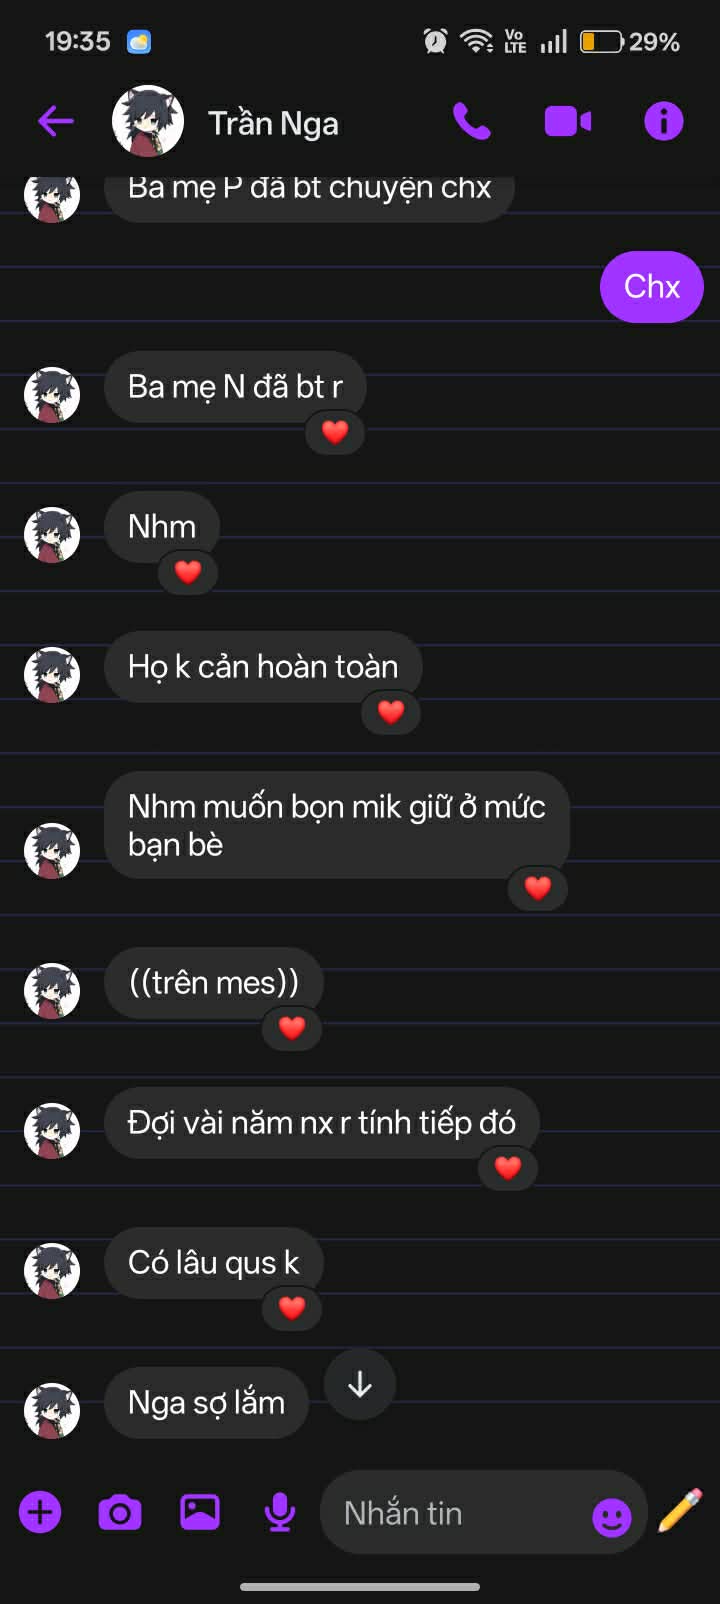 19:35
Vo
LTE
29%
Trần Nga
Ba mẹ P đã bt chuyện chx
Chx
Ba mẹ N đã bt r
Nhm
Họ k cản hoàn toàn
Nhm muốn bọn mik giữ ở mức
bạn bè
((trên mes))
Đợi vài năm nx r tính tiếp đó
Có lâu qus k
Nga sợ lắm
Nhắn tin